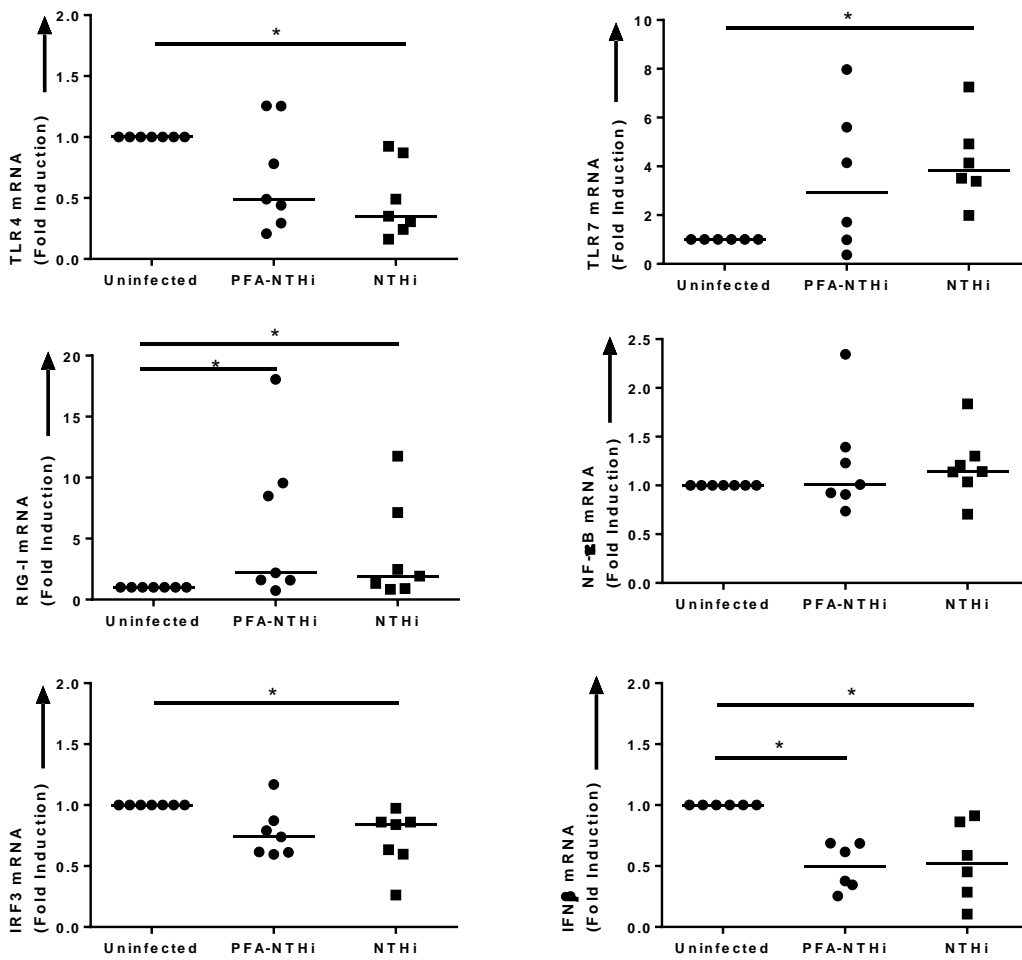 *
2.0
1.5
1.0
0.5
0.0
TLR4 mRNA
(Fold Induction)
Uninfected PFA-NTHi NTHi
*
10
8
6
4
2
0
TLR7 mRNA
(Fold Induction)
Uninfected PFA-NTHi NTHi
*
*
20
15
10
5
0
RIG-I mRNA
(Fold Induction)
Uninfected PFA-NTHi NTHi
2.5
2.0
1.5
1.0
0.5
0.0
mRNA
(Fold Induction)
Uninfected PFA-NTHi NTHi
*
2.0
1.5
1.0
0.5
0.0
IRF3 mRNA
(Fold Induction)
Uninfected PFA-NTHi NTHi
*
*
2.0
1.5
1.0
0.5
0.0
IFNβ mRNA
(Fold Induction)
Uninfected PFA-NTHi NTHi